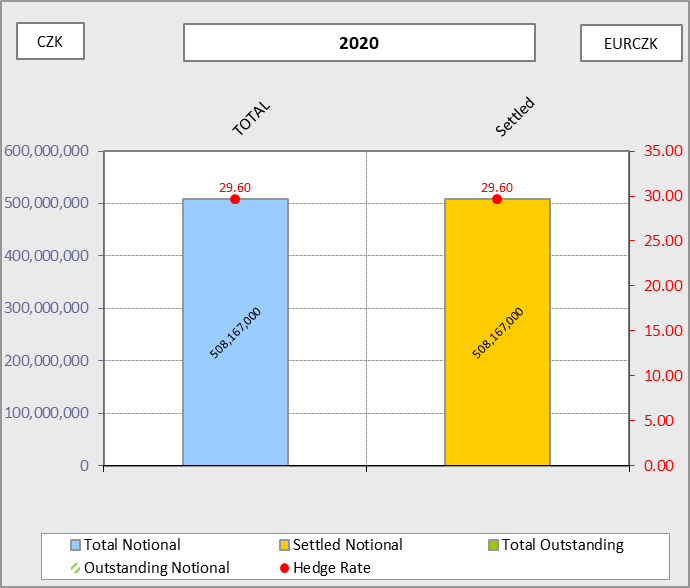 CZK
2020
EURCZK
TOTAL
Settled
600,000,000
500,000,000
400,000,000
300,000,000
200,000,000
100,000,000
0
29.60
29.60
508,167,000
508,167,000
35.00
30.00
25.00
20.00
15.00
10.00
5.00
0.00
Total Notional
Settled Notional
Total Outstanding
Outstanding Notional
Hedge Rate